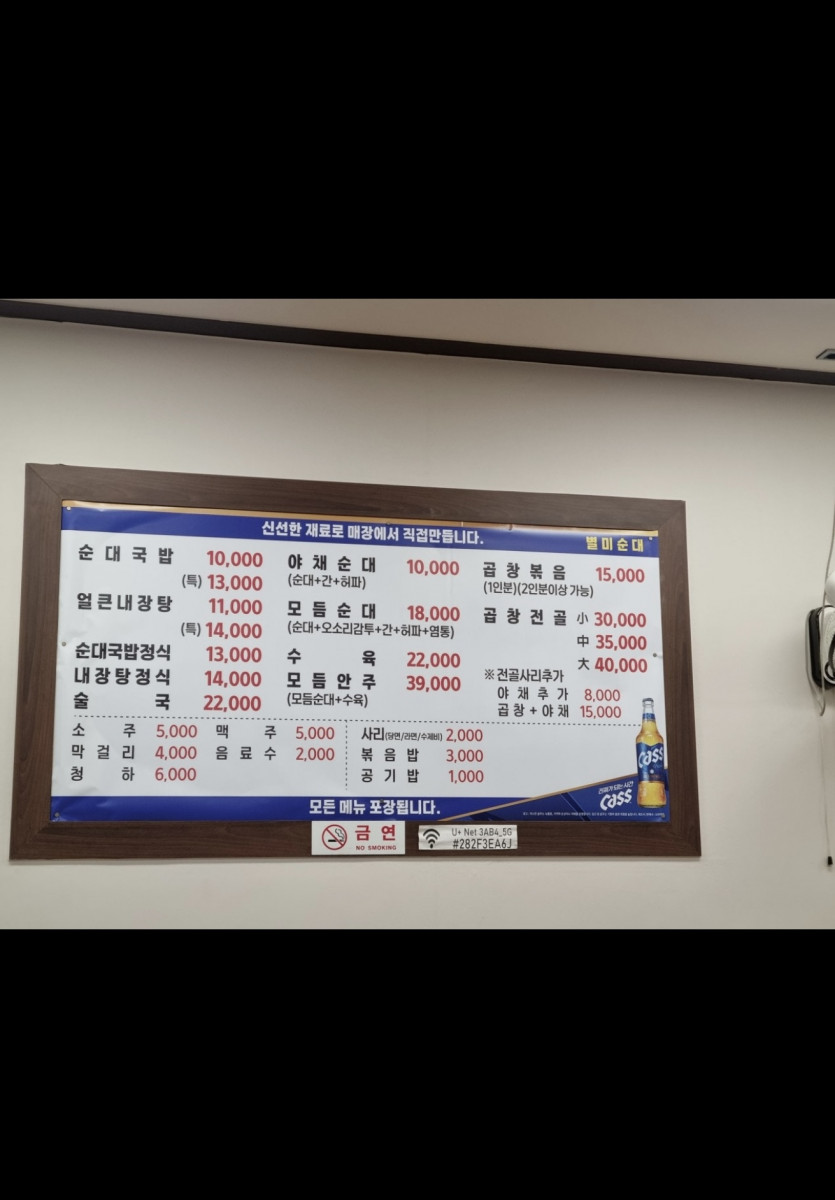 신선한 재료로 매장에서 직접만듭니다.
별미순대
순대국밥 10,000
(특) 13,000
얼큰내장탕 11,000
(특) 14,000
순대국밥정식 13,000
내장탕정식 14,000
술국 22,000
야채순대 10,000
(순대+간+허파)
모듬순대 18,000
(순대+오소리감투+간+허파+염통)
수육 22,000
모듬안주 39,000
(모듬순대+수육)
곱창볶음 15,000
(1인분)(2인분이상 가능)
곱창전골 小 30,000
中 35,000
大 40,000
※전골사리추가
야채추가 8,000
곱창+야채 15,000
소주 5,000 맥주 5,000
막걸리 4,000 음료수 2,000
청하 6,000
사리(당면/라면/수제비) 2,000
볶음밥 3,000
공기밥 1,000
cass
진짜가 되는 시간
cass
모든 메뉴 포장됩니다.
금연
NO SMOKING
U+ Net 3AB4_5G
#282F3EA6J